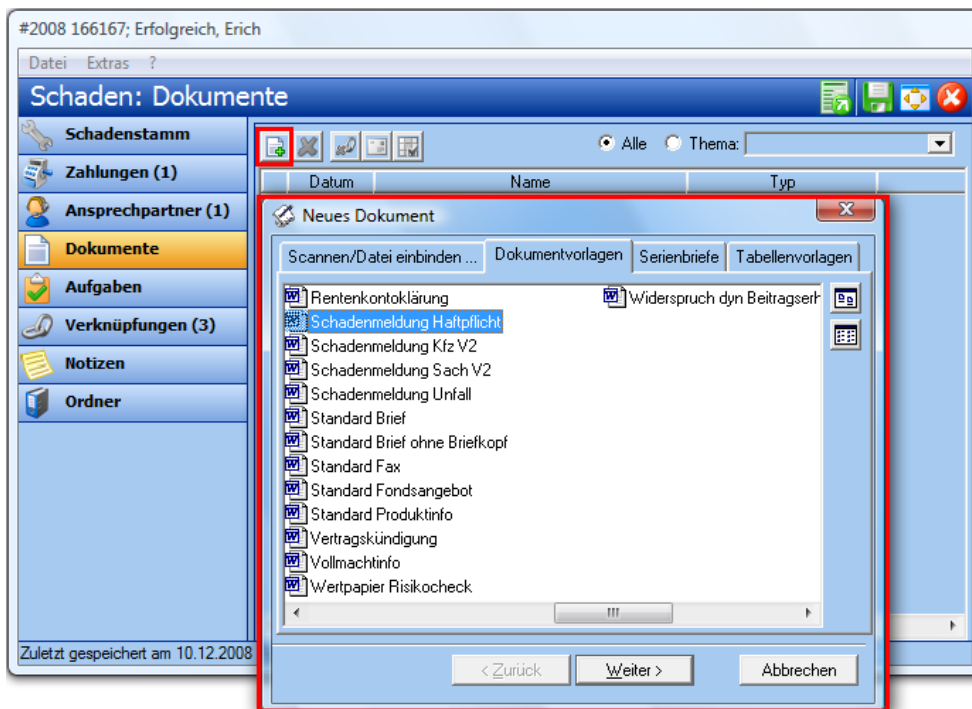 #2008 166167; Erfolgreich, Erich
Datei Extras ?
Schaden: Dokumente
Schadenstamm
Zahlungen (1)
Ansprechpartner (1)
Dokumente
Aufgaben
Verknüpfungen (3)
Notizen
Ordner
Alle Thema:
Datum Name Typ
Neues Dokument
Scannen/Datei einbinden ... Dokumentvorlagen Serienbriefe Tabellenvorlagen
Rentenkontoklärung
Schadenmeldung Haftpflicht
Schadenmeldung Kfz V2
Schadenmeldung Sach V2
Schadenmeldung Unfall
Standard Brief
Standard Brief ohne Briefkopf
Standard Fax
Standard Fondsangebot
Standard Produktinfo
Vertragskündigung
Vollmachtinfo
Wertpapier Risikocheck
Widerspruch dyn Beitragserh
< Zurück Weiter > Abbrechen
Zuletzt gespeichert am 10.12.2008